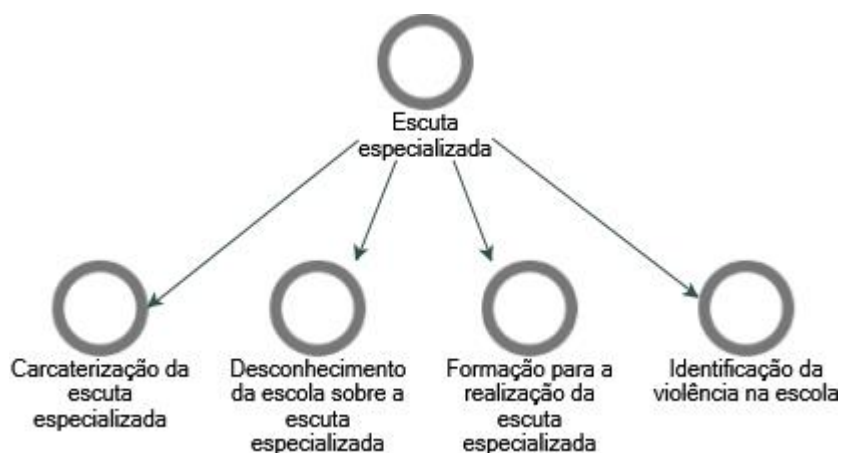 Escuta
especializada
Carcaterização da
escuta
especializada
Desconhecimento
da escola sobre a
escuta
especializada
Formação para a
realização da
escuta
especializada
Identificação da
violência na escola